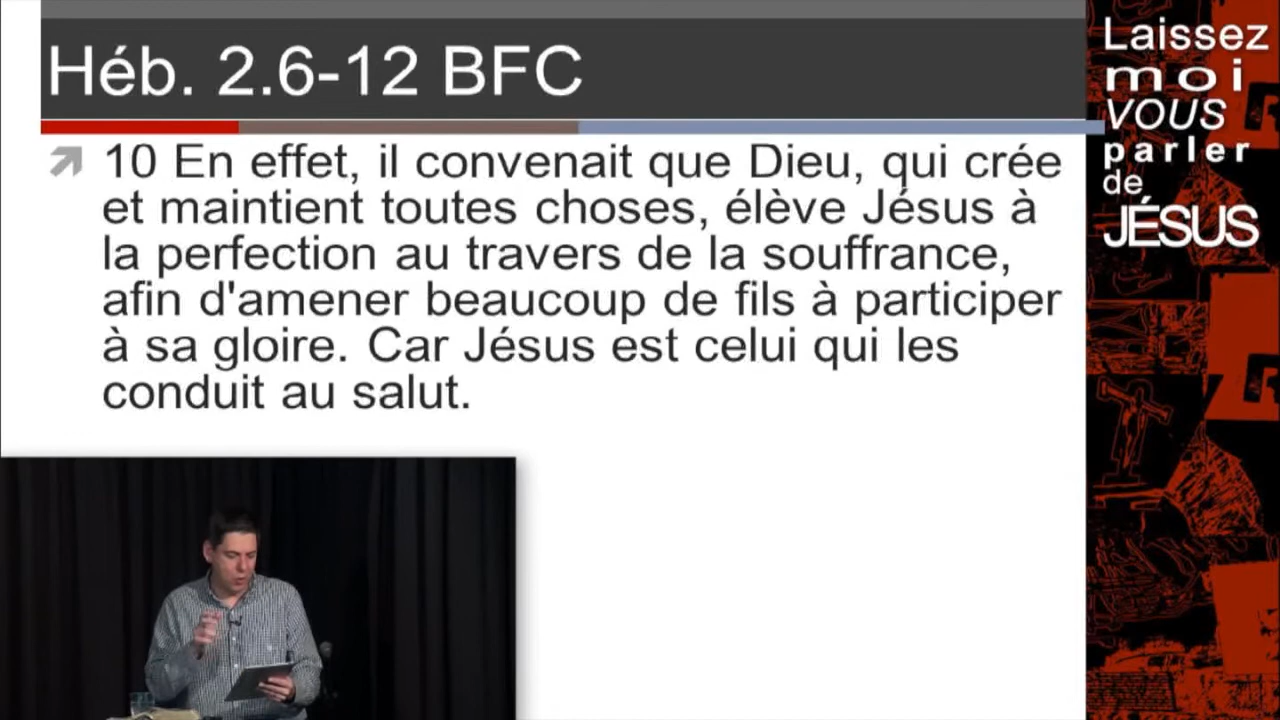 Héb. 2.6-12 BFC
10 En effet, il convenait que Dieu, qui crée
et maintient toutes choses, élève Jésus à
la perfection au travers de la souffrance,
afin d'amener beaucoup de fils à participer
à sa gloire. Car Jésus est celui qui les
conduit au salut.
Laissez
moi
VOUS
parler
de
JÉSUS